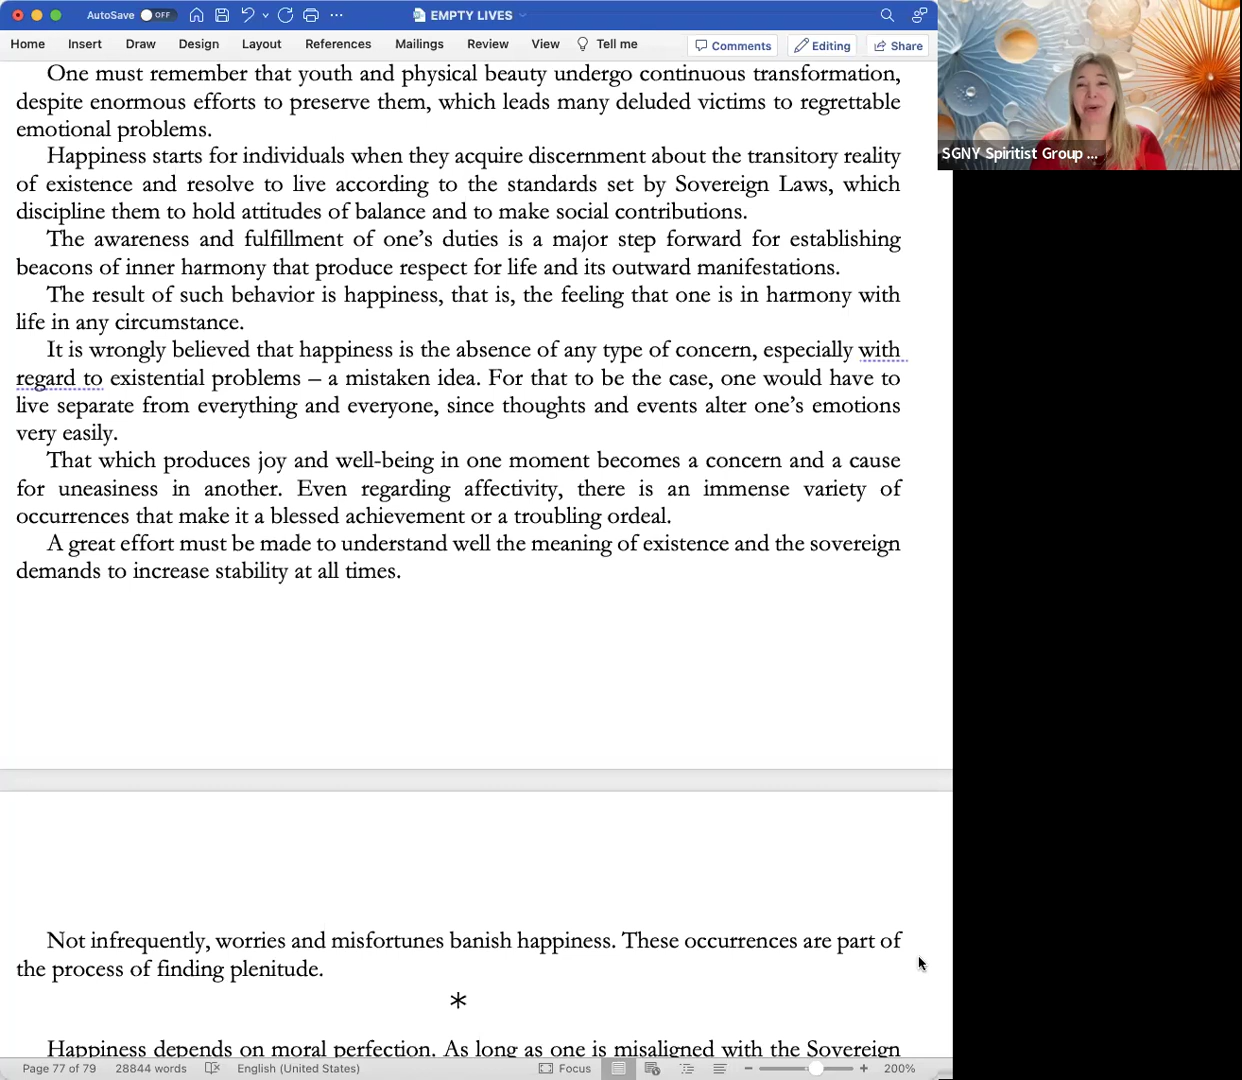 AutoSave OFF EMPTY LIVES
Home Insert Draw Design Layout References Mailings Review View Tell me Comments Editing Share
One must remember that youth and physical beauty undergo continuous transformation,
despite enormous efforts to preserve them, which leads many deluded victims to regrettable
emotional problems.
Happiness starts for individuals when they acquire discernment about the transitory reality
of existence and resolve to live according to the standards set by Sovereign Laws, which
discipline them to hold attitudes of balance and to make social contributions.
The awareness and fulfillment of one’s duties is a major step forward for establishing
beacons of inner harmony that produce respect for life and its outward manifestations.
The result of such behavior is happiness, that is, the feeling that one is in harmony with
life in any circumstance.
It is wrongly believed that happiness is the absence of any type of concern, especially with
regard to existential problems – a mistaken idea. For that to be the case, one would have to
live separate from everything and everyone, since thoughts and events alter one’s emotions
very easily.
That which produces joy and well-being in one moment becomes a concern and a cause
for uneasiness in another. Even regarding affectivity, there is an immense variety of
occurrences that make it a blessed achievement or a troubling ordeal.
A great effort must be made to understand well the meaning of existence and the sovereign
demands to increase stability at all times.
Not infrequently, worries and misfortunes banish happiness. These occurrences are part of
the process of finding plenitude.
*
Happiness depends on moral perfection. As long as one is misaligned with the Sovereign
Page 77 of 79 28844 words English (United States) Focus 200%
SGNY Spiritist Group ...